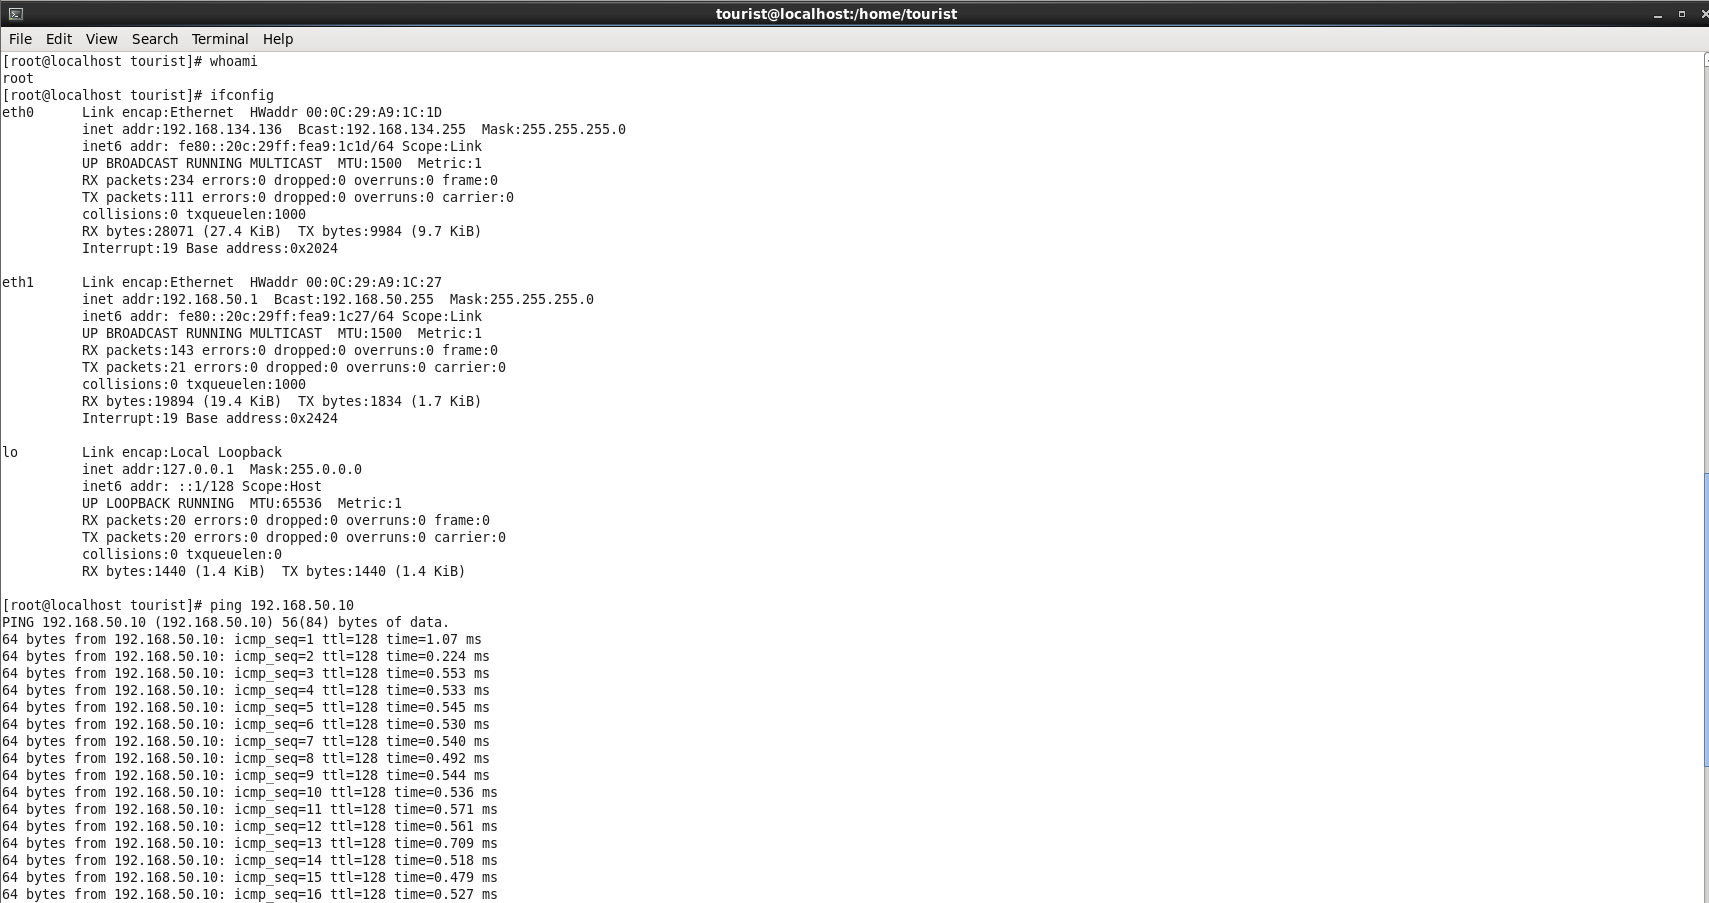 tourist@localhost:/home/tourist
File Edit View Search Terminal Help
[root@localhost tourist]# whoami
root
[root@localhost tourist]# ifconfig
eth0      Link encap:Ethernet  HWaddr 00:0C:29:A9:1C:1D
          inet addr:192.168.134.136  Bcast:192.168.134.255  Mask:255.255.255.0
          inet6 addr: fe80::20c:29ff:fea9:1c1d/64 Scope:Link
          UP BROADCAST RUNNING MULTICAST  MTU:1500  Metric:1
          RX packets:234 errors:0 dropped:0 overruns:0 frame:0
          TX packets:111 errors:0 dropped:0 overruns:0 carrier:0
          collisions:0 txqueuelen:1000
          RX bytes:28071 (27.4 KiB)  TX bytes:9984 (9.7 KiB)
          Interrupt:19 Base address:0x2024
eth1      Link encap:Ethernet  HWaddr 00:0C:29:A9:1C:27
          inet addr:192.168.50.1  Bcast:192.168.50.255  Mask:255.255.255.0
          inet6 addr: fe80::20c:29ff:fea9:1c27/64 Scope:Link
          UP BROADCAST RUNNING MULTICAST  MTU:1500  Metric:1
          RX packets:143 errors:0 dropped:0 overruns:0 frame:0
          TX packets:21 errors:0 dropped:0 overruns:0 carrier:0
          collisions:0 txqueuelen:1000
          RX bytes:19894 (19.4 KiB)  TX bytes:1834 (1.7 KiB)
          Interrupt:19 Base address:0x2424
lo        Link encap:Local Loopback
          inet addr:127.0.0.1  Mask:255.0.0.0
          inet6 addr: ::1/128 Scope:Host
          UP LOOPBACK RUNNING  MTU:65536  Metric:1
          RX packets:20 errors:0 dropped:0 overruns:0 frame:0
          TX packets:20 errors:0 dropped:0 overruns:0 carrier:0
          collisions:0 txqueuelen:0
          RX bytes:1440 (1.4 KiB)  TX bytes:1440 (1.4 KiB)
[root@localhost tourist]# ping 192.168.50.10
PING 192.168.50.10 (192.168.50.10) 56(84) bytes of data.
64 bytes from 192.168.50.10: icmp_seq=1 ttl=128 time=1.07 ms
64 bytes from 192.168.50.10: icmp_seq=2 ttl=128 time=0.224 ms
64 bytes from 192.168.50.10: icmp_seq=3 ttl=128 time=0.553 ms
64 bytes from 192.168.50.10: icmp_seq=4 ttl=128 time=0.533 ms
64 bytes from 192.168.50.10: icmp_seq=5 ttl=128 time=0.545 ms
64 bytes from 192.168.50.10: icmp_seq=6 ttl=128 time=0.530 ms
64 bytes from 192.168.50.10: icmp_seq=7 ttl=128 time=0.540 ms
64 bytes from 192.168.50.10: icmp_seq=8 ttl=128 time=0.492 ms
64 bytes from 192.168.50.10: icmp_seq=9 ttl=128 time=0.544 ms
64 bytes from 192.168.50.10: icmp_seq=10 ttl=128 time=0.536 ms
64 bytes from 192.168.50.10: icmp_seq=11 ttl=128 time=0.571 ms
64 bytes from 192.168.50.10: icmp_seq=12 ttl=128 time=0.561 ms
64 bytes from 192.168.50.10: icmp_seq=13 ttl=128 time=0.709 ms
64 bytes from 192.168.50.10: icmp_seq=14 ttl=128 time=0.518 ms
64 bytes from 192.168.50.10: icmp_seq=15 ttl=128 time=0.479 ms
64 bytes from 192.168.50.10: icmp_seq=16 ttl=128 time=0.527 ms